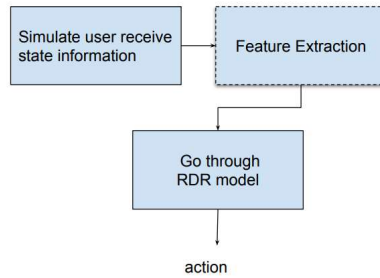 Simulate user receive
state information
Feature Extraction
Go through
RDR model
action